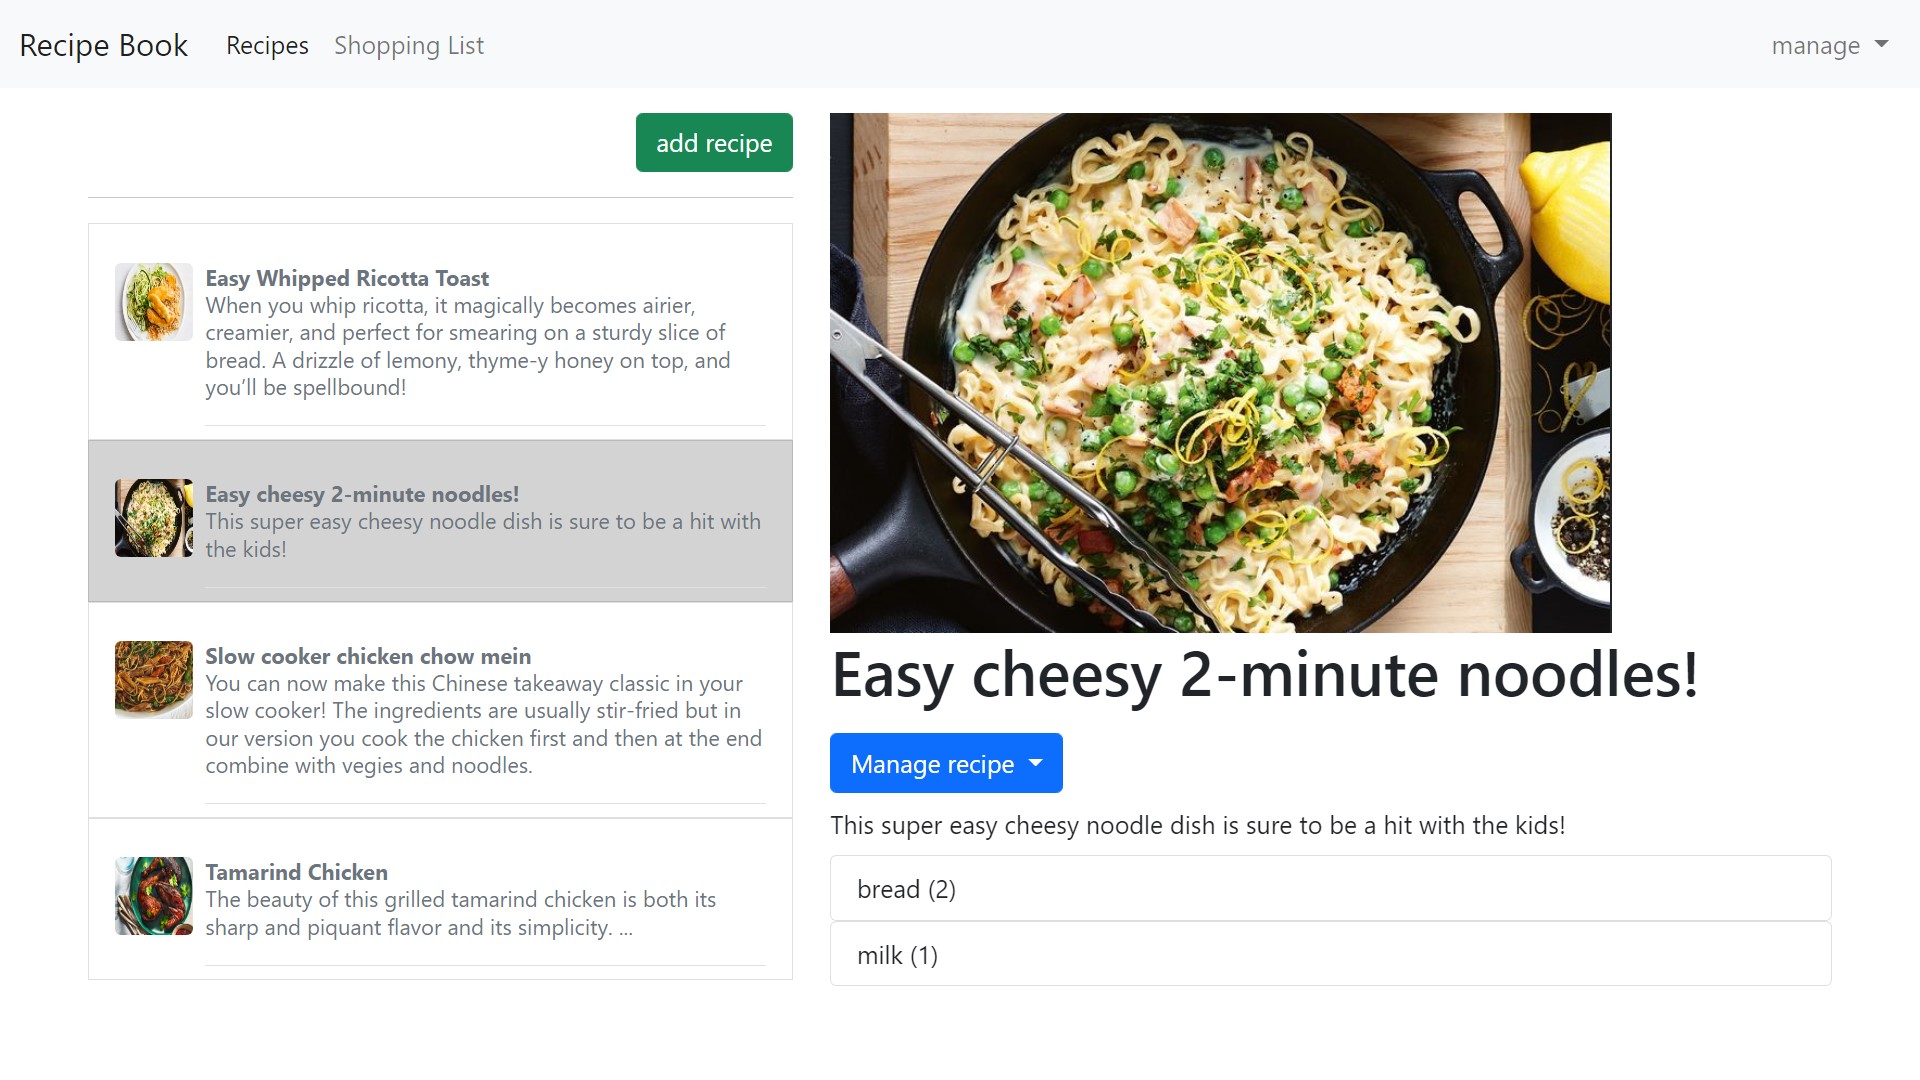 Recipe Book Recipes Shopping List manage
add recipe
Easy Whipped Ricotta Toast
When you whip ricotta, it magically becomes airier,
creamier, and perfect for smearing on a sturdy slice of
bread. A drizzle of lemony, thyme-y honey on top, and
you’ll be spellbound!
Easy cheesy 2-minute noodles!
This super easy cheesy noodle dish is sure to be a hit with
the kids!
Slow cooker chicken chow mein
You can now make this Chinese takeaway classic in your
slow cooker! The ingredients are usually stir-fried but in
our version you cook the chicken first and then at the end
combine with vegies and noodles.
Tamarind Chicken
The beauty of this grilled tamarind chicken is both its
sharp and piquant flavor and its simplicity. ...
Easy cheesy 2-minute noodles!
Manage recipe
This super easy cheesy noodle dish is sure to be a hit with the kids!
bread (2)
milk (1)